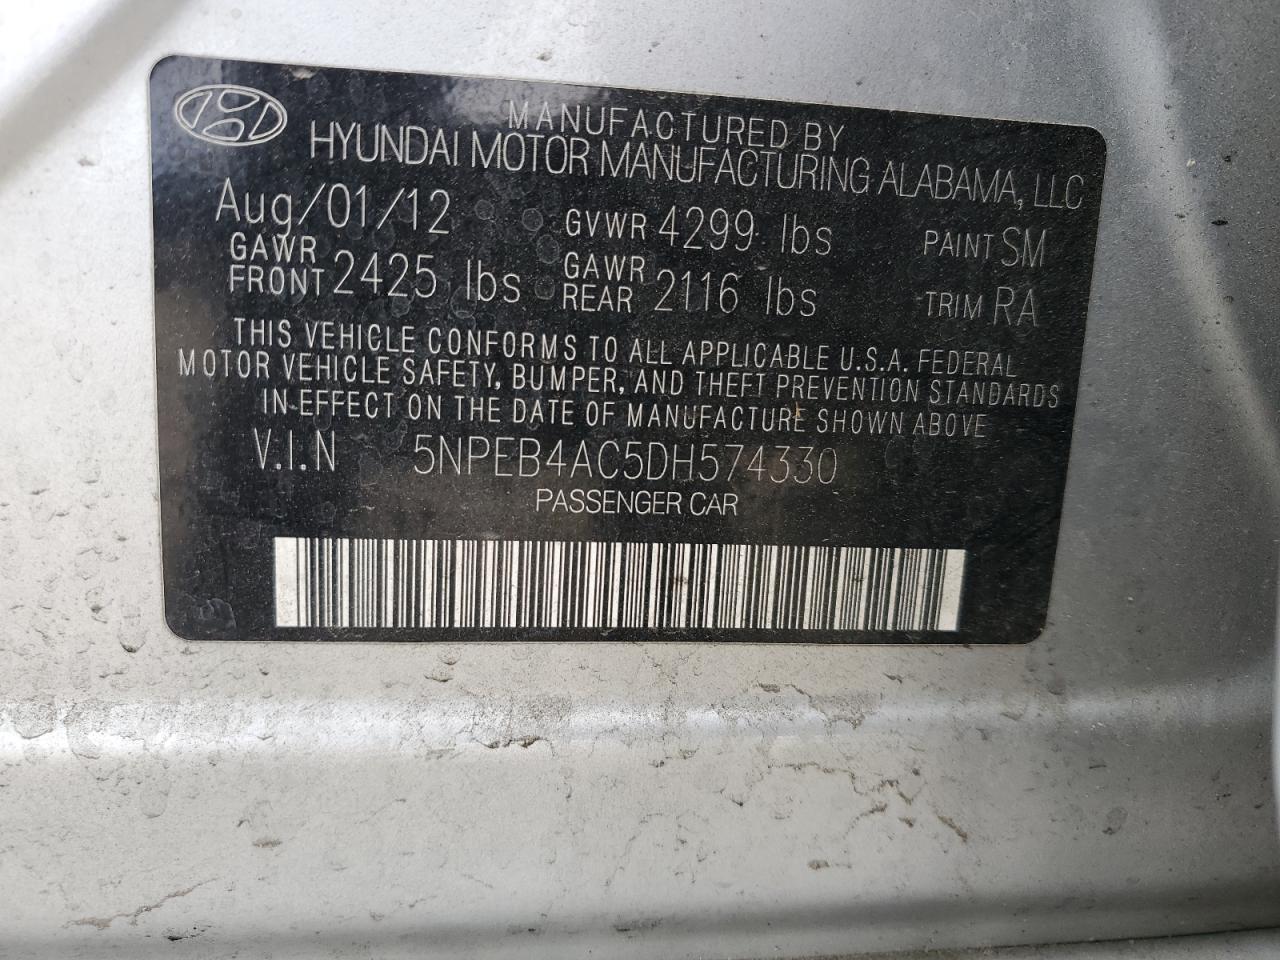 MANUFACTURED BY
HYUNDAI MOTOR MANUFACTURING ALABAMA, LLC
Aug/01/12 GVWR 4299 lbs PAINT SM
GAWR FRONT 2425 lbs GAWR REAR 2116 lbs TRIM RA
THIS VEHICLE CONFORMS TO ALL APPLICABLE U.S.A. FEDERAL
MOTOR VEHICLE SAFETY, BUMPER, AND THEFT PREVENTION STANDARDS
IN EFFECT ON THE DATE OF MANUFACTURE SHOWN ABOVE
V.I.N 5NPEB4AC5DH574330
PASSENGER CAR